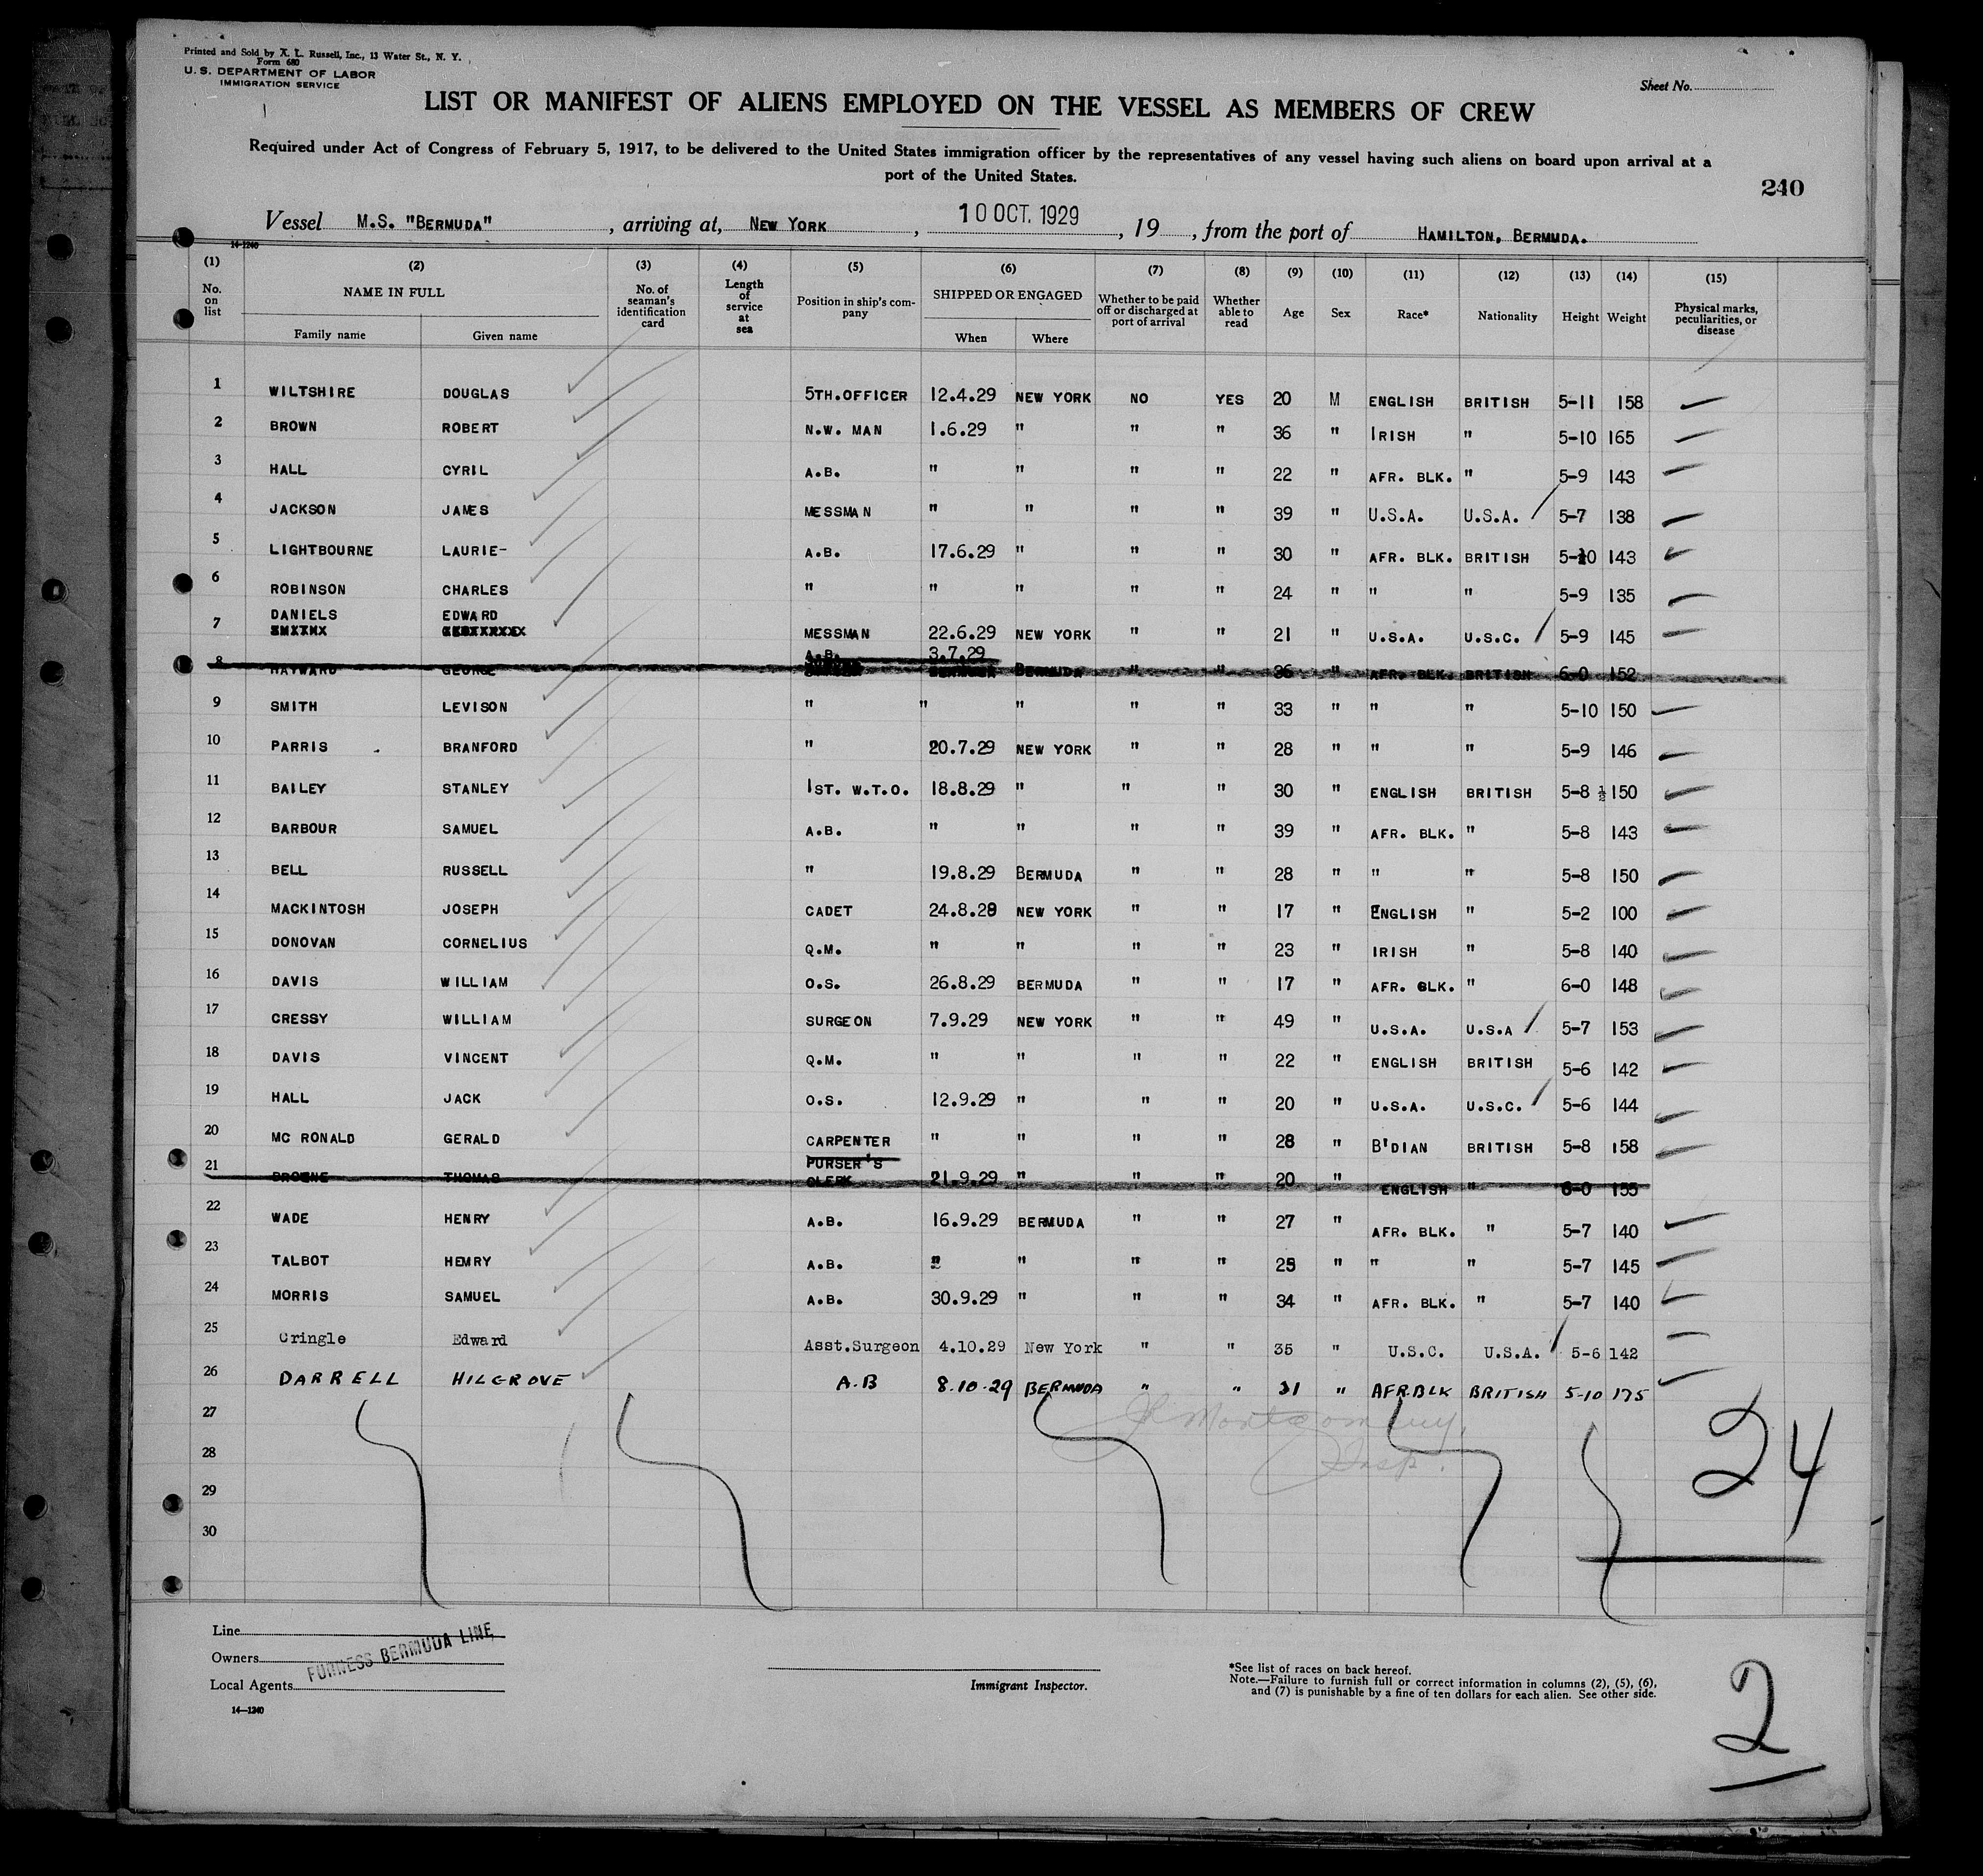 Printed and Sold by A. L. Russell, Inc., 13 Water St., N. Y.
Form 680
U. S. DEPARTMENT OF LABOR
IMMIGRATION SERVICE
Sheet No.
LIST OR MANIFEST OF ALIENS EMPLOYED ON THE VESSEL AS MEMBERS OF CREW
Required under Act of Congress of February 5, 1917, to be delivered to the United States immigration officer by the representatives of any vessel having such aliens on board upon arrival at a
port of the United States.
240
Vessel M.S. "BERMUDA", arriving at, NEW YORK, 10 OCT. 1929, 19, from the port of HAMILTON, BERMUDA.
14-1240
(1) (2) (3) (4) (5) (6) (7) (8) (9) (10) (11) (12) (13) (14) (15)
No. on list NAME IN FULL Family name Given name No. of seaman's identification card Length of service at sea Position in ship's company SHIPPED OR ENGAGED When Where Whether to be paid off or discharged at port of arrival Whether able to read Age Sex Race* Nationality Height Weight Physical marks, peculiarities, or disease
1 WILTSHIRE DOUGLAS 5TH.OFFICER 12.4.29 NEW YORK NO YES 20 M ENGLISH BRITISH 5-11 158
2 BROWN ROBERT N.W. MAN 1.6.29 " " " 36 " IRISH " 5-10 165
3 HALL CYRIL A.B. " " " " 22 " AFR. BLK. " 5-9 143
4 JACKSON JAMES MESSMAN " " " " 39 " U.S.A. U.S.A. 5-7 138
5 LIGHTBOURNE LAURIE- A.B. 17.6.29 " " " 30 " AFR. BLK. BRITISH 5-10 143
6 ROBINSON CHARLES " " " " " 24 " " " 5-9 135
7 DANIELS EDWARD MESSMAN 22.6.29 NEW YORK " " 21 " U.S.A. U.S.C. 5-9 145
8 HAYWARD GEORGE A.B. 3.7.29 BERMUDA " " 36 " AFR. BLK. BRITISH 6-0 152
9 SMITH LEVISON " " " " " 33 " " " 5-10 150
10 PARRIS BRANFORD " 20.7.29 NEW YORK " " 28 " " " 5-9 146
11 BAILEY STANLEY 1ST. W.T.O. 18.8.29 " " " 30 " ENGLISH BRITISH 5-8 ½ 150
12 BARBOUR SAMUEL A.B. " " " " 39 " AFR. BLK. " 5-8 143
13 BELL RUSSELL " 19.8.29 BERMUDA " " 28 " " " 5-8 150
14 MACKINTOSH JOSEPH CADET 24.8.29 NEW YORK " " 17 " ENGLISH " 5-2 100
15 DONOVAN CORNELIUS Q.M. " " " " 23 " IRISH " 5-8 140
16 DAVIS WILLIAM O.S. 26.8.29 BERMUDA " " 17 " AFR. BLK. " 6-0 148
17 CRESSY WILLIAM SURGEON 7.9.29 NEW YORK " " 49 " U.S.A. U.S.A 5-7 153
18 DAVIS VINCENT Q.M. " " " " 22 " ENGLISH BRITISH 5-6 142
19 HALL JACK O.S. 12.9.29 " " " 20 " U.S.A. U.S.C. 5-6 144
20 MC RONALD GERALD CARPENTER " " " " 28 " B'DIAN BRITISH 5-8 158
21 BROWNE THOMAS PURSER'S CLERK 21.9.29 " " " 20 " ENGLISH " 6-0 155
22 WADE HENRY A.B. 16.9.29 BERMUDA " " 27 " AFR. BLK. " 5-7 140
23 TALBOT HEMRY A.B. " " " " 25 " " " 5-7 145
24 MORRIS SAMUEL A.B. 30.9.29 " " " 34 " AFR. BLK. " 5-7 140
25 Cringle Edward Asst.Surgeon 4.10.29 New York " " 35 " U.S.C. U.S.A. 5-6 142
26 DARRELL HILGROVE A.B 8.10.29 BERMUDA " " 31 " AFR.BLK BRITISH 5-10 175
27
28
29
30
Montgomery
Insp.
24
Line
Owners
Local Agents
FURNESS BERMUDA LINE
14-1240
Immigrant Inspector.
*See list of races on back hereof.
Note.—Failure to furnish full or correct information in columns (2), (5), (6),
and (7) is punishable by a fine of ten dollars for each alien. See other side.
2